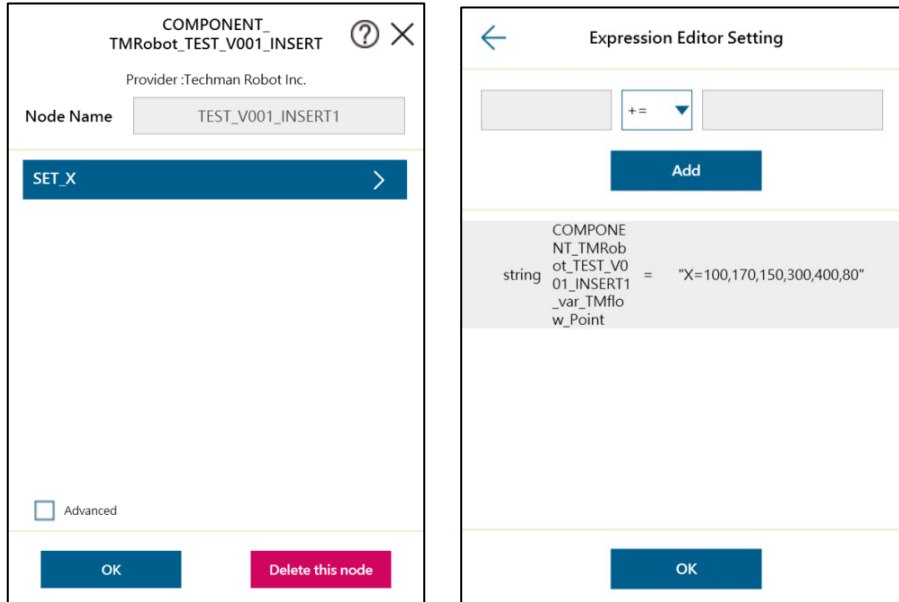 COMPONENT_
TMRobot_TEST_V001_INSERT
Provider :Techman Robot Inc.
Node Name TEST_V001_INSERT1
SET_X
Advanced
OK Delete this node
Expression Editor Setting
+=
Add
string COMPONE
NT_TMRob
ot_TEST_V0
01_INSERT1
_var_TMflo
w_Point
= "X=100,170,150,300,400,80"
OK